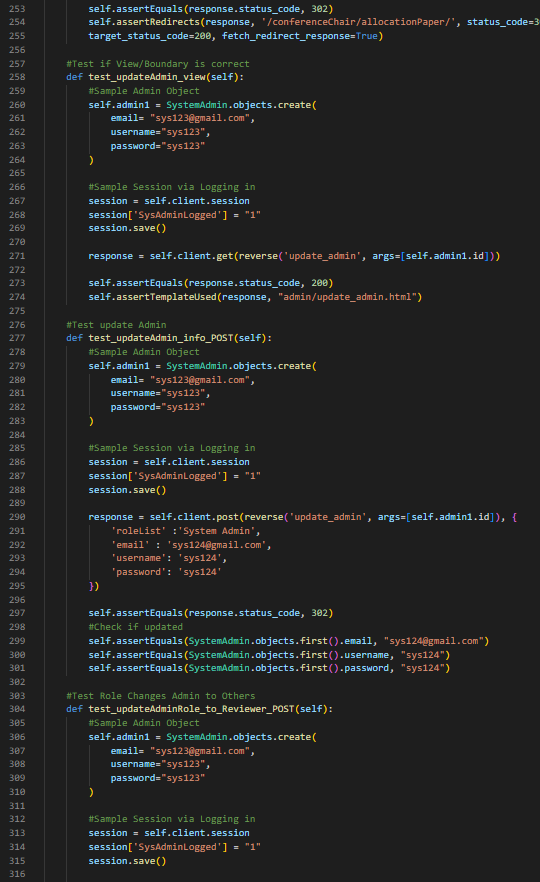 253 self.assertEquals(response.status_code, 302)
254 self.assertRedirects(response, '/conferenceChair/allocationPaper/', status_code=3
255 target_status_code=200, fetch_redirect_response=True)
256
257 #Test if View/Boundary is correct
258 def test_updateAdmin_view(self):
259 #Sample Admin Object
260 self.admin1 = SystemAdmin.objects.create(
261 email= "sys123@gmail.com",
262 username="sys123",
263 password="sys123"
264 )
265
266 #Sample Session via Logging in
267 session = self.client.session
268 session['SysAdminLogged'] = "1"
269 session.save()
270
271 response = self.client.get(reverse('update_admin', args=[self.admin1.id]))
272
273 self.assertEquals(response.status_code, 200)
274 self.assertTemplateUsed(response, "admin/update_admin.html")
275
276 #Test update Admin
277 def test_updateAdmin_info_POST(self):
278 #Sample Admin Object
279 self.admin1 = SystemAdmin.objects.create(
280 email= "sys123@gmail.com",
281 username="sys123",
282 password="sys123"
283 )
284
285 #Sample Session via Logging in
286 session = self.client.session
287 session['SysAdminLogged'] = "1"
288 session.save()
289
290 response = self.client.post(reverse('update_admin', args=[self.admin1.id]), {
291 'roleList' :'System Admin',
292 'email' : 'sys124@gmail.com',
293 'username': 'sys124',
294 'password': 'sys124'
295 })
296
297 self.assertEquals(response.status_code, 302)
298 #Check if updated
299 self.assertEquals(SystemAdmin.objects.first().email, "sys124@gmail.com")
300 self.assertEquals(SystemAdmin.objects.first().username, "sys124")
301 self.assertEquals(SystemAdmin.objects.first().password, "sys124")
302
303 #Test Role Changes Admin to Others
304 def test_updateAdminRole_to_Reviewer_POST(self):
305 #Sample Admin Object
306 self.admin1 = SystemAdmin.objects.create(
307 email= "sys123@gmail.com",
308 username="sys123",
309 password="sys123"
310 )
311
312 #Sample Session via Logging in
313 session = self.client.session
314 session['SysAdminLogged'] = "1"
315 session.save()
316